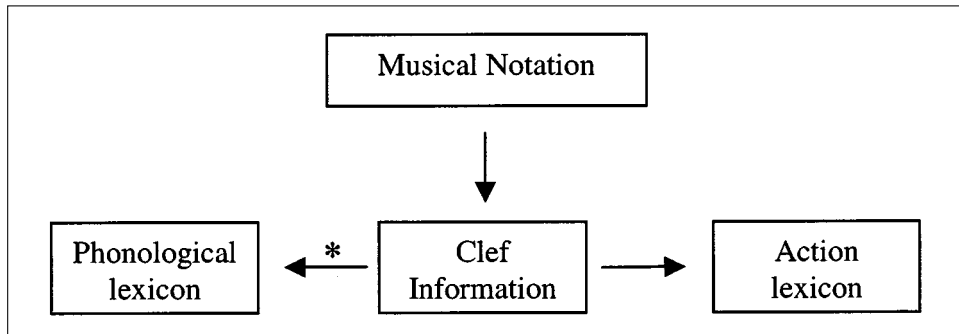 Musical Notation
Phonological
lexicon
*
Clef
Information
Action
lexicon